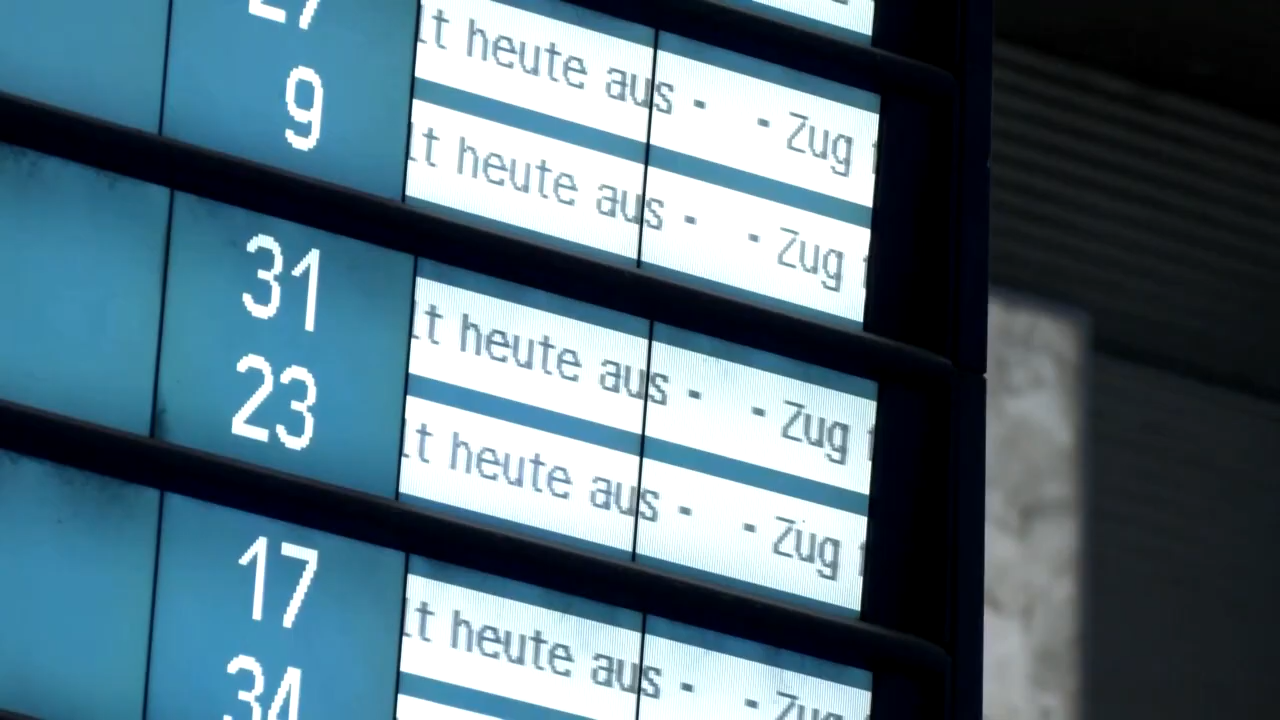 27 lt heute aus - - Zug
9 lt heute aus - - Zug
31 lt heute aus - - Zug
23 lt heute aus - - Zug
17 lt heute aus - - Zug
34